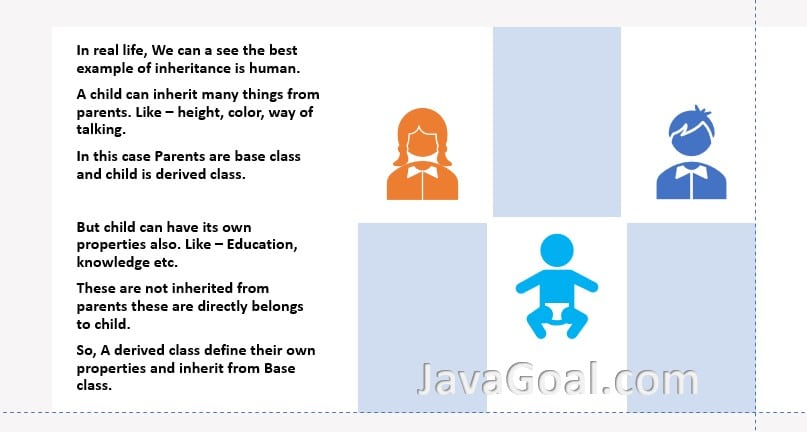 In real life, We can a see the best
example of inheritance is human.
A child can inherit many things from
parents. Like – height, color, way of
talking.
In this case Parents are base class
and child is derived class.
But child can have its own
properties also. Like – Education,
knowledge etc.
These are not inherited from
parents these are directly belongs
to child.
So, A derived class define their own
properties and inherit from Base
class.
JavaGoal.com